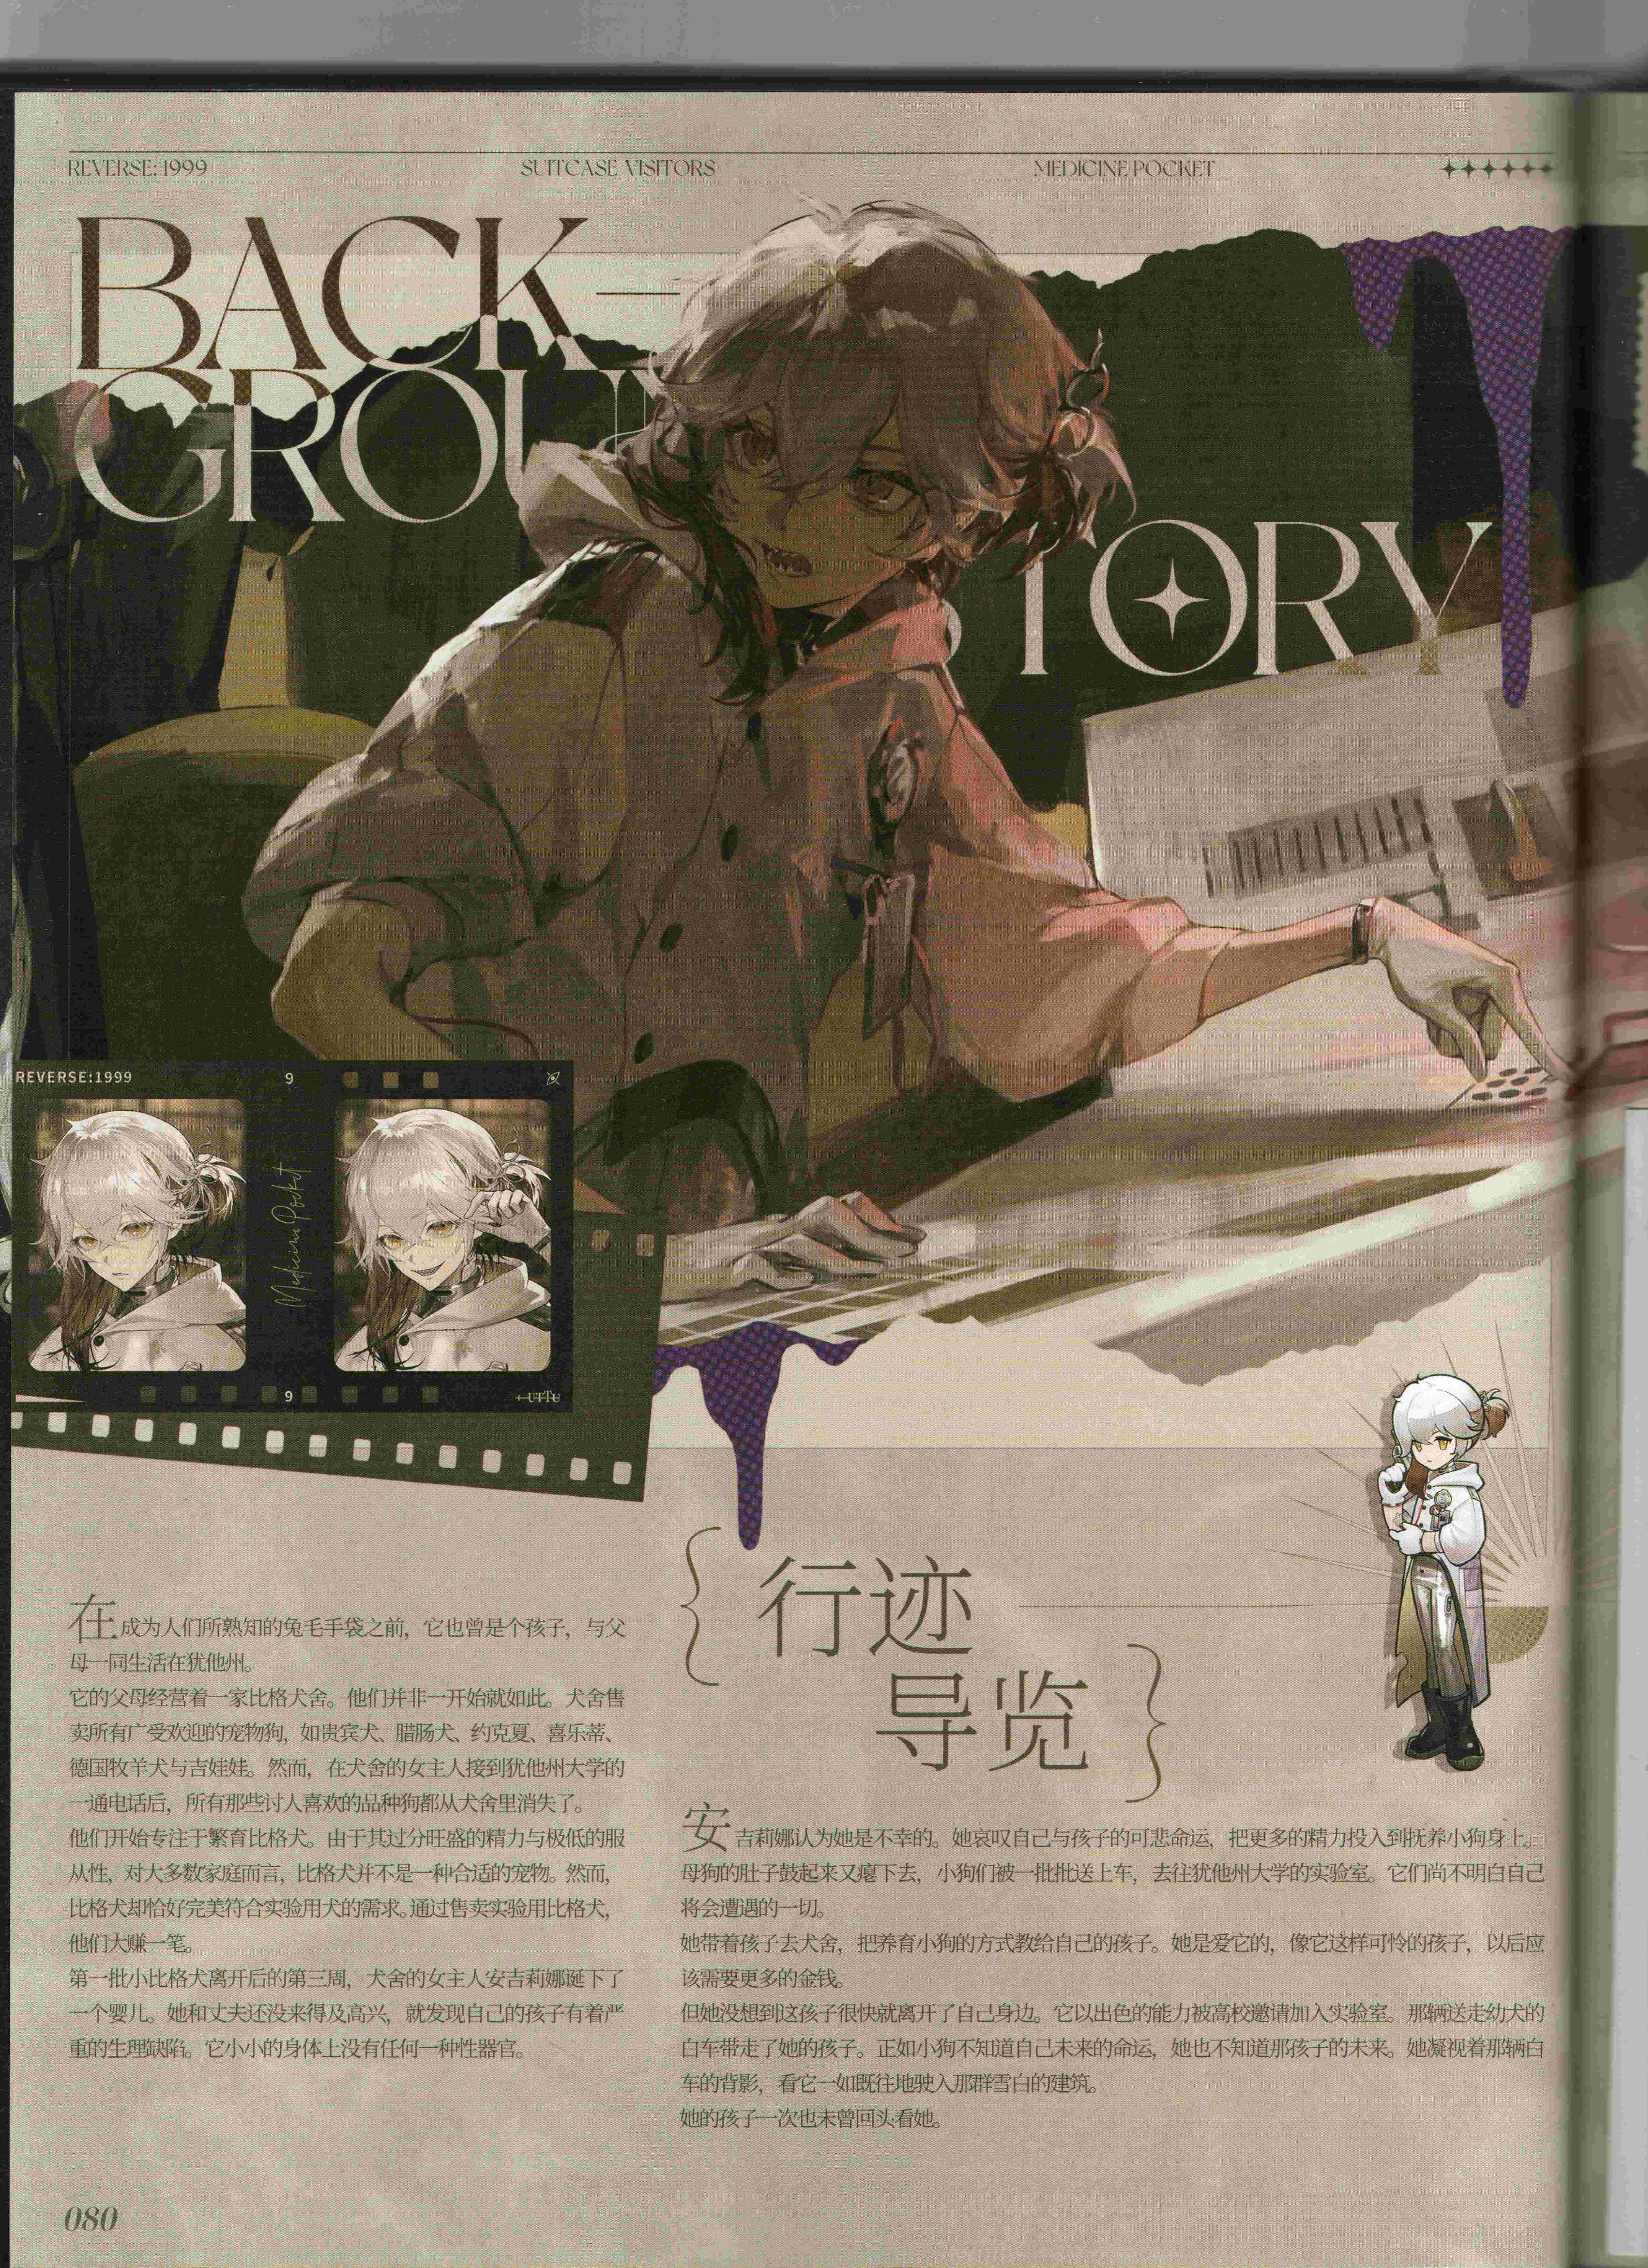 REVERSE: 1999
SUITCASE VISITORS
MEDICINE POCKET
BACK—
GROU
STORY
REVERSE:1999
9
Medicin Pocket
9
UTTU
行迹
导览
在成为人们所熟知的兔毛手袋之前，它也曾是个孩子，与父
母一同生活在犹他州。
它的父母经营着一家比格犬舍。他们并非一开始就如此。犬舍售
卖所有广受欢迎的宠物狗，如贵宾犬、腊肠犬、约克夏、喜乐蒂、
德国牧羊犬与吉娃娃。然而，在犬舍的女主人接到犹他州大学的
一通电话后，所有那些讨人喜欢的品种狗都从犬舍里消失了。
他们开始专注于繁育比格犬。由于其过分旺盛的精力与极低的服
从性，对大多数家庭而言，比格犬并不是一种合适的宠物。然而，
比格犬却恰好完美符合实验用犬的需求。通过售卖实验用比格犬，
他们大赚一笔。
第一批小比格犬离开后的第三周，犬舍的女主人安吉莉娜诞下了
一个婴儿。她和丈夫还没来得及高兴，就发现自己的孩子有着严
重的生理缺陷。它小小的身体上没有任何一种性器官。
安吉莉娜认为她是不幸的。她哀叹自己与孩子的可悲命运，把更多的精力投入到抚养小狗身上。
母狗的肚子鼓起来又瘪下去，小狗们被一批批送上车，去往犹他州大学的实验室。它们尚不明白自己
将会遭遇的一切。
她带着孩子去犬舍，把养育小狗的方式教给自己的孩子。她是爱它的，像它这样可怜的孩子，以后应
该需要更多的金钱。
但她没想到这孩子很快就离开了自己身边。它以出色的能力被高校邀请加入实验室。那辆送走幼犬的
白车带走了她的孩子。正如小狗不知道自己未来的命运，她也不知道那孩子的未来。她凝视着那辆白
车的背影，看它一如既往地驶入那群雪白的建筑。
她的孩子一次也未曾回头看她。
080